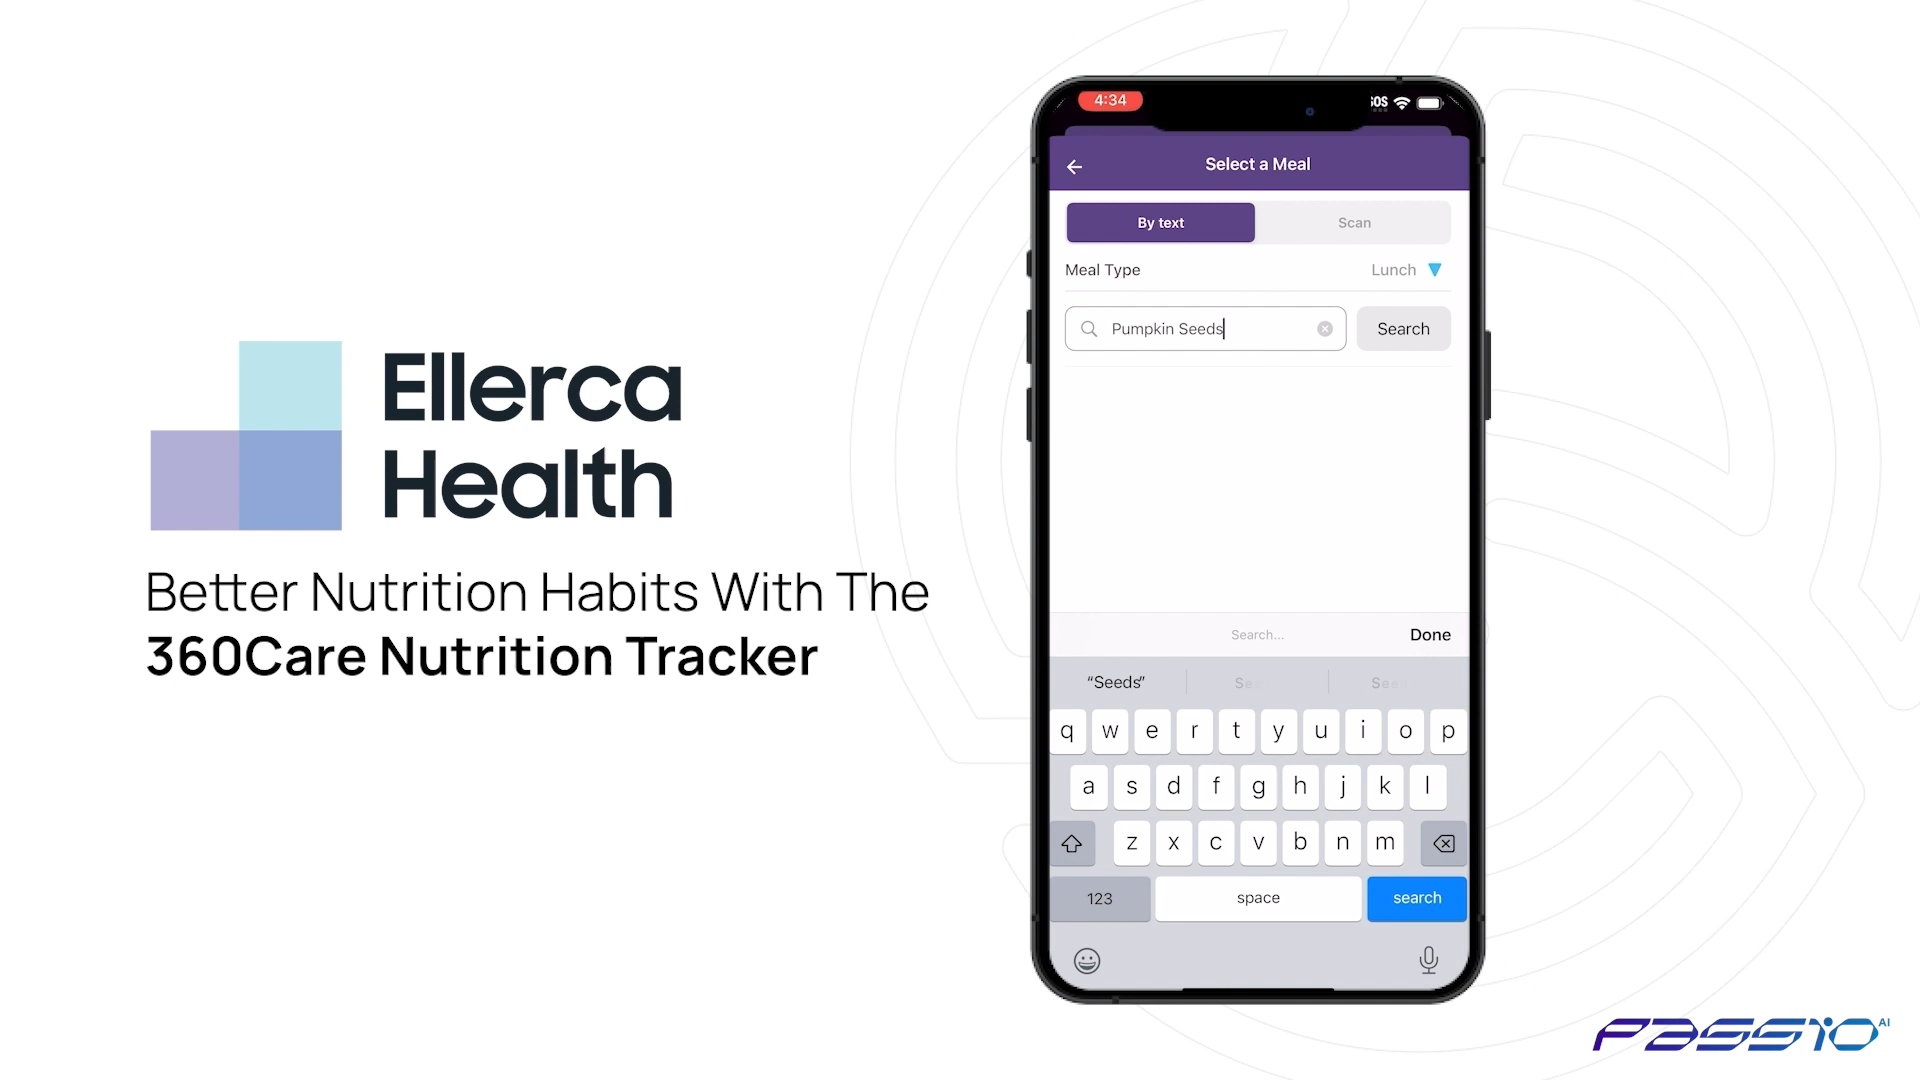 Ellerca
Health
Better Nutrition Habits With The
360Care Nutrition Tracker
4:34
SOS
Select a Meal
By text
Scan
Meal Type
Lunch
Pumpkin Seeds
Search
Search...
Done
“Seeds”
q w e r t y u i o p
a s d f g h j k l
z x c v b n m
123
space
search
PASSIO AI